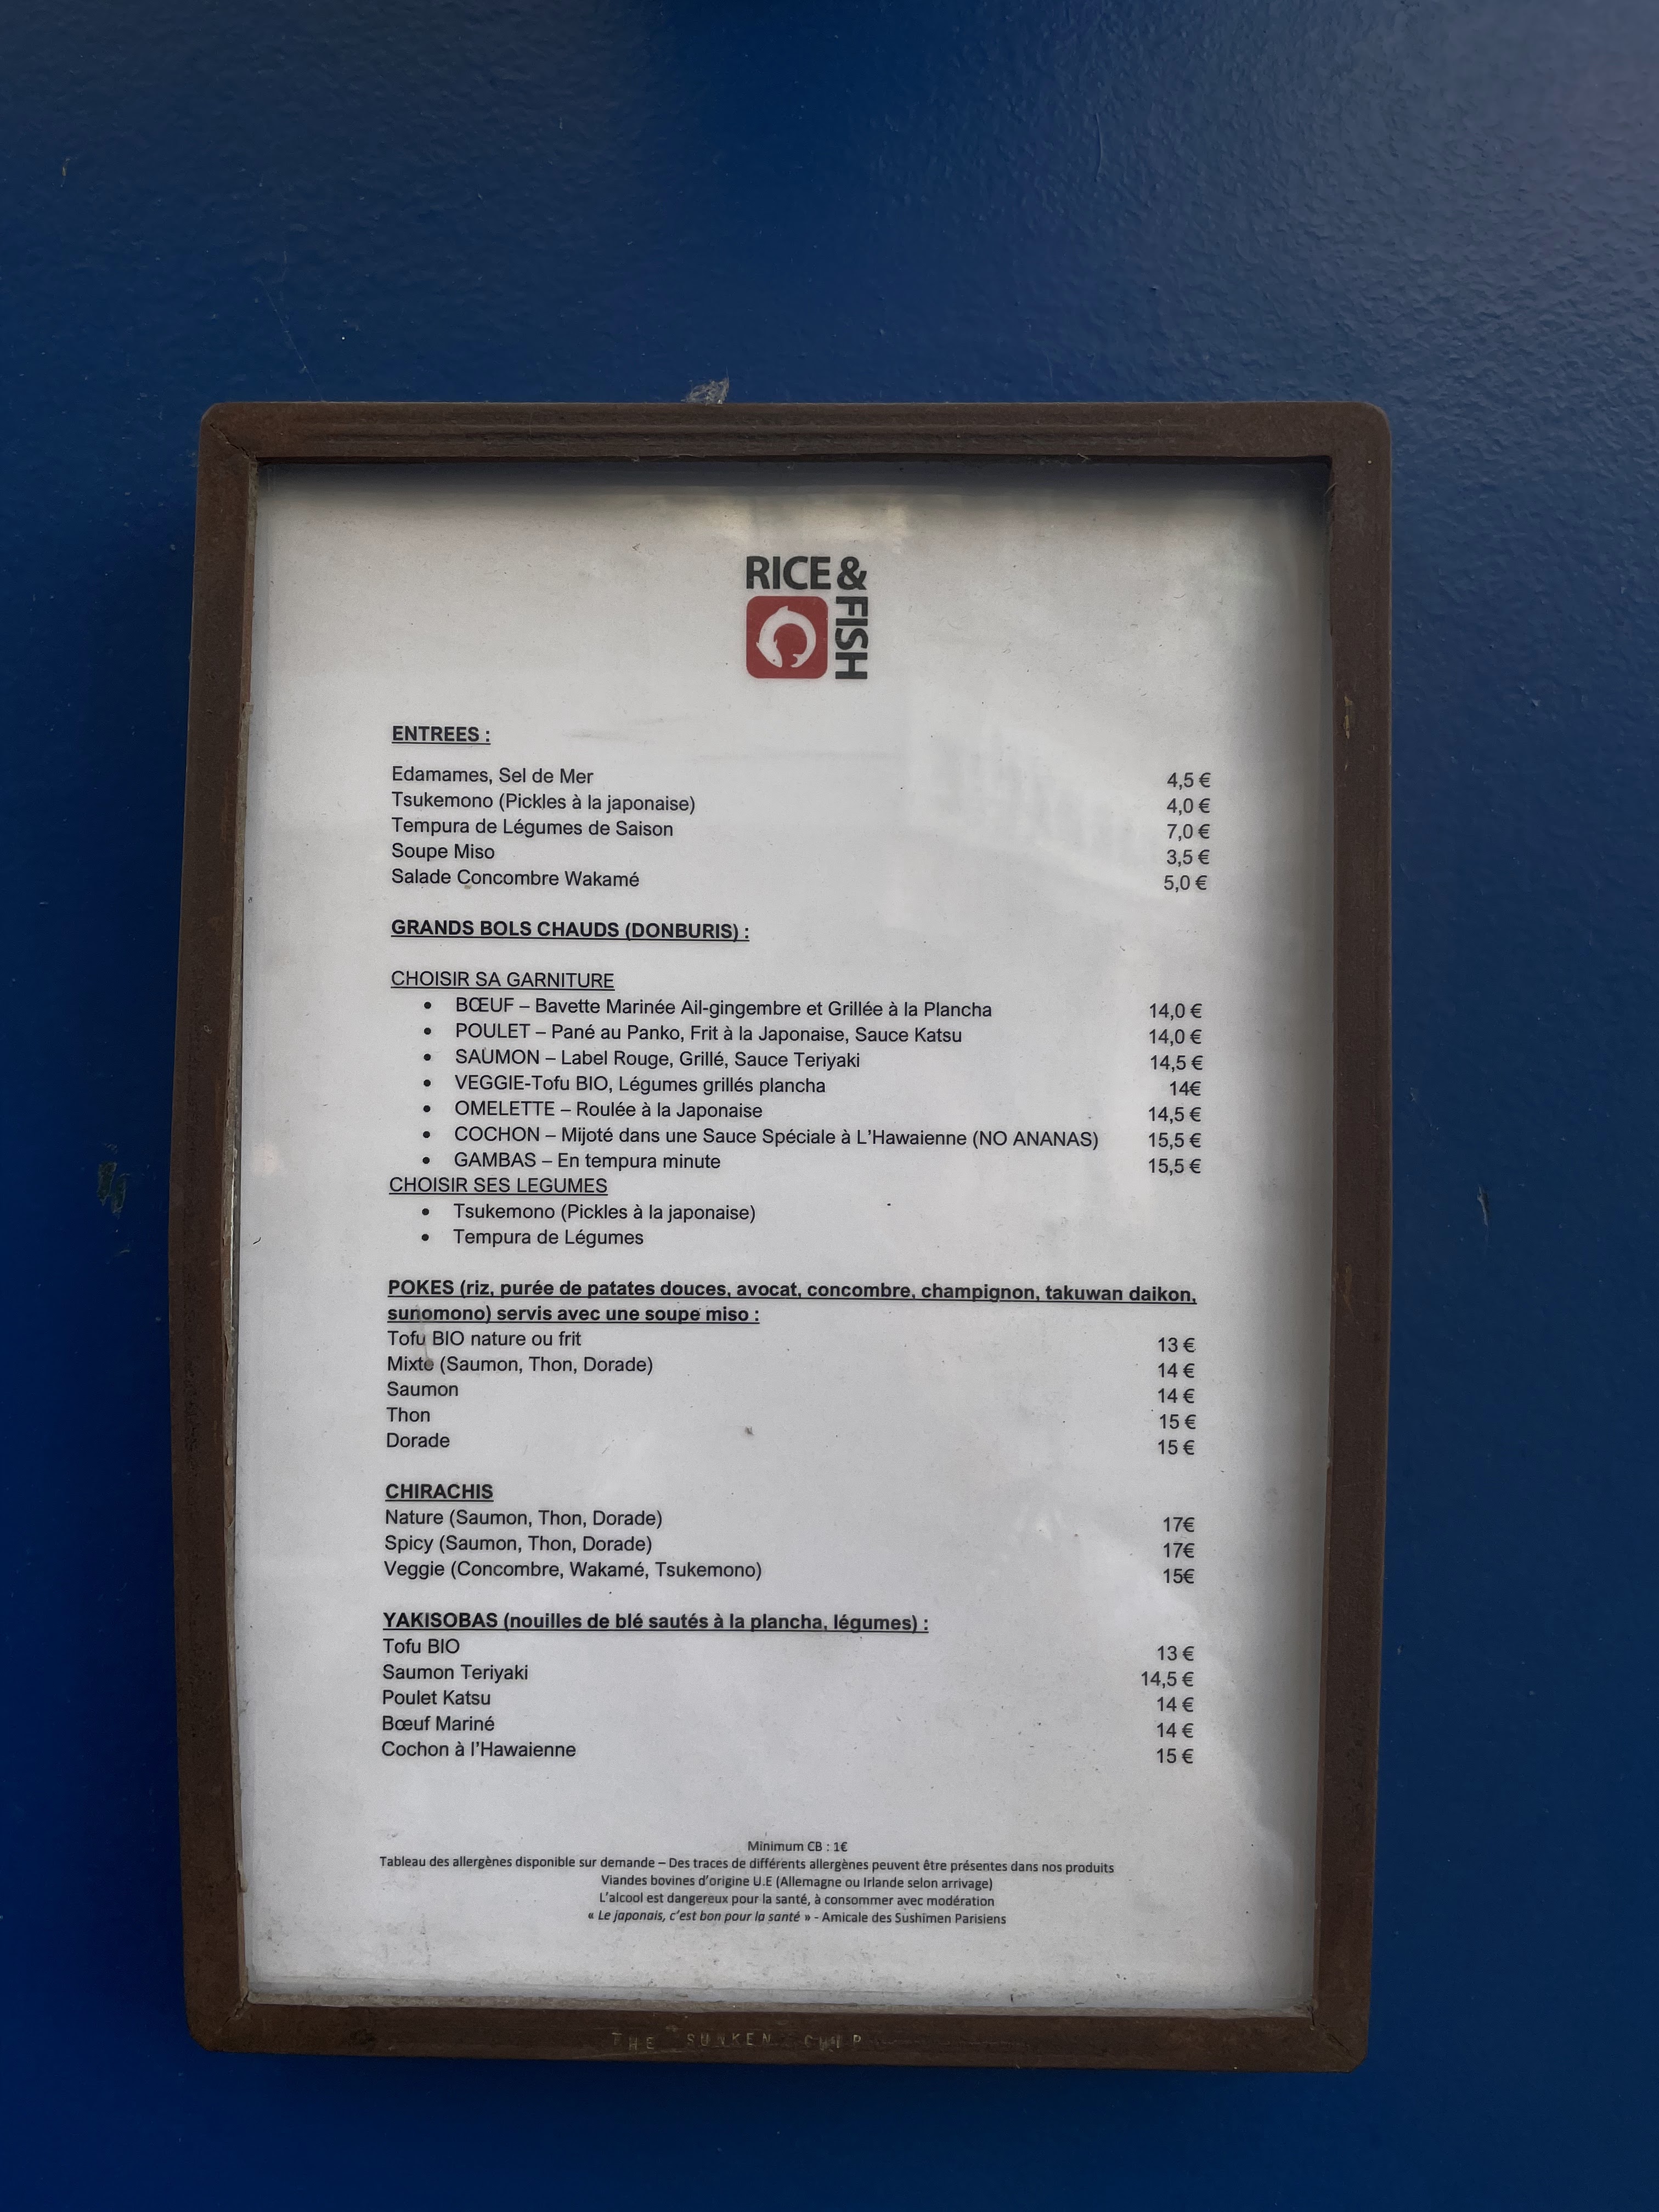 RICE &
FISH
ENTREES :
Edamames, Sel de Mer 4,5 €
Tsukemono (Pickles à la japonaise) 4,0 €
Tempura de Légumes de Saison 7,0 €
Soupe Miso 3,5 €
Salade Concombre Wakamé 5,0 €
GRANDS BOLS CHAUDS (DONBURIS) :
CHOISIR SA GARNITURE
• BŒUF – Bavette Marinée Ail-gingembre et Grillée à la Plancha 14,0 €
• POULET – Pané au Panko, Frit à la Japonaise, Sauce Katsu 14,0 €
• SAUMON – Label Rouge, Grillé, Sauce Teriyaki 14,5 €
• VEGGIE-Tofu BIO, Légumes grillés plancha 14€
• OMELETTE – Roulée à la Japonaise 14,5 €
• COCHON – Mijoté dans une Sauce Spéciale à L'Hawaienne (NO ANANAS) 15,5 €
• GAMBAS – En tempura minute 15,5 €
CHOISIR SES LEGUMES
• Tsukemono (Pickles à la japonaise)
• Tempura de Légumes
POKES (riz, purée de patates douces, avocat, concombre, champignon, takuwan daikon,
sunomono) servis avec une soupe miso :
Tofu BIO nature ou frit 13 €
Mixte (Saumon, Thon, Dorade) 14 €
Saumon 14 €
Thon 15 €
Dorade 15 €
CHIRACHIS
Nature (Saumon, Thon, Dorade) 17€
Spicy (Saumon, Thon, Dorade) 17€
Veggie (Concombre, Wakamé, Tsukemono) 15€
YAKISOBAS (nouilles de blé sautés à la plancha, légumes) :
Tofu BIO 13 €
Saumon Teriyaki 14,5 €
Poulet Katsu 14 €
Bœuf Mariné 14 €
Cochon à l'Hawaienne 15 €
Minimum CB : 1€
Tableau des allergènes disponible sur demande – Des traces de différents allergènes peuvent être présentes dans nos produits
Viandes bovines d'origine U.E (Allemagne ou Irlande selon arrivage)
L'alcool est dangereux pour la santé, à consommer avec modération
« Le japonais, c'est bon pour la santé » - Amicale des Sushimen Parisiens
THE SUNKEN CHIP